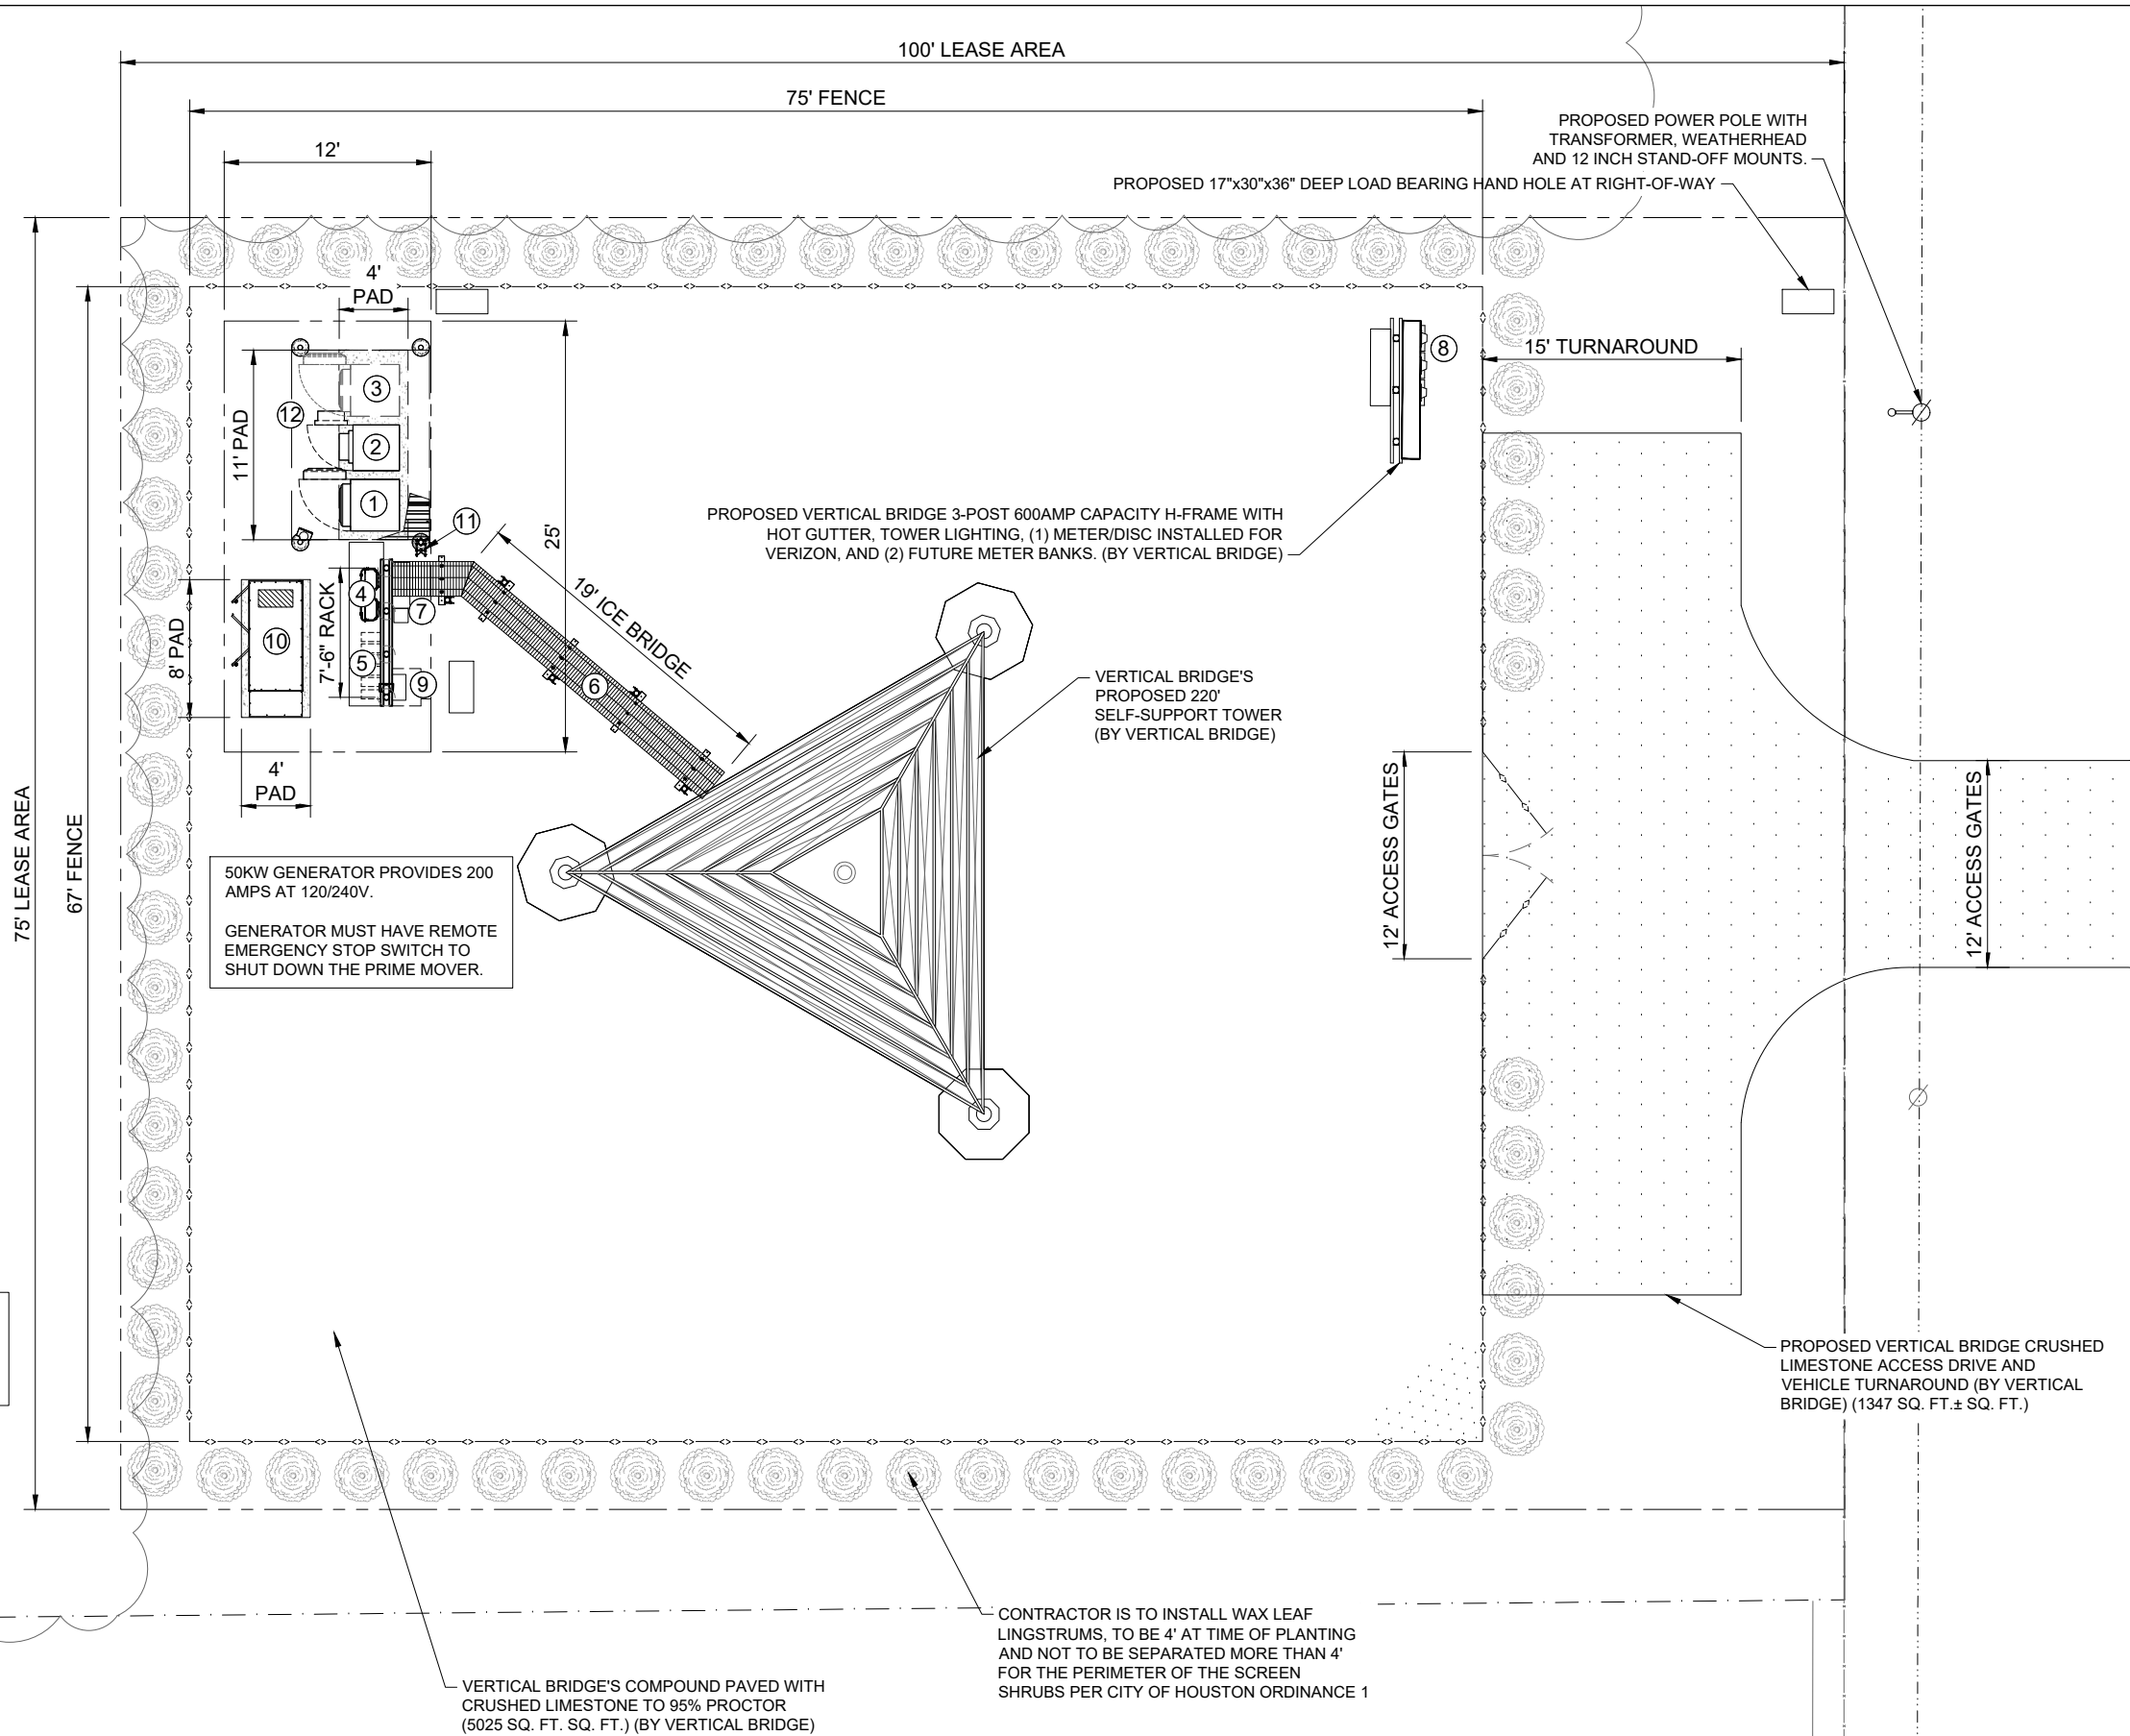 100' LEASE AREA
75' FENCE
PROPOSED POWER POLE WITH
TRANSFORMER, WEATHERHEAD
AND 12 INCH STAND-OFF MOUNTS.
12'
PROPOSED 17"x30"x36" DEEP LOAD BEARING HAND HOLE AT RIGHT-OF-WAY
4'
PAD
15' TURNAROUND
8
3
12
2
1
11' PAD
11
25'
PROPOSED VERTICAL BRIDGE 3-POST 600AMP CAPACITY H-FRAME WITH
HOT GUTTER, TOWER LIGHTING, (1) METER/DISC INSTALLED FOR
VERIZON, AND (2) FUTURE METER BANKS. (BY VERTICAL BRIDGE)
4
7
7'-6" RACK
19' ICE BRIDGE
10
8' PAD
5
9
6
VERTICAL BRIDGE'S
PROPOSED 220'
SELF-SUPPORT TOWER
(BY VERTICAL BRIDGE)
4'
PAD
75' LEASE AREA
67' FENCE
12' ACCESS GATES
12' ACCESS GATES
50KW GENERATOR PROVIDES 200
AMPS AT 120/240V.
GENERATOR MUST HAVE REMOTE
EMERGENCY STOP SWITCH TO
SHUT DOWN THE PRIME MOVER.
PROPOSED VERTICAL BRIDGE CRUSHED
LIMESTONE ACCESS DRIVE AND
VEHICLE TURNAROUND (BY VERTICAL
BRIDGE) (1347 SQ. FT.± SQ. FT.)
CONTRACTOR IS TO INSTALL WAX LEAF
LINGSTRUMS, TO BE 4' AT TIME OF PLANTING
AND NOT TO BE SEPARATED MORE THAN 4'
FOR THE PERIMETER OF THE SCREEN
SHRUBS PER CITY OF HOUSTON ORDINANCE 1
VERTICAL BRIDGE'S COMPOUND PAVED WITH
CRUSHED LIMESTONE TO 95% PROCTOR
(5025 SQ. FT. SQ. FT.) (BY VERTICAL BRIDGE)